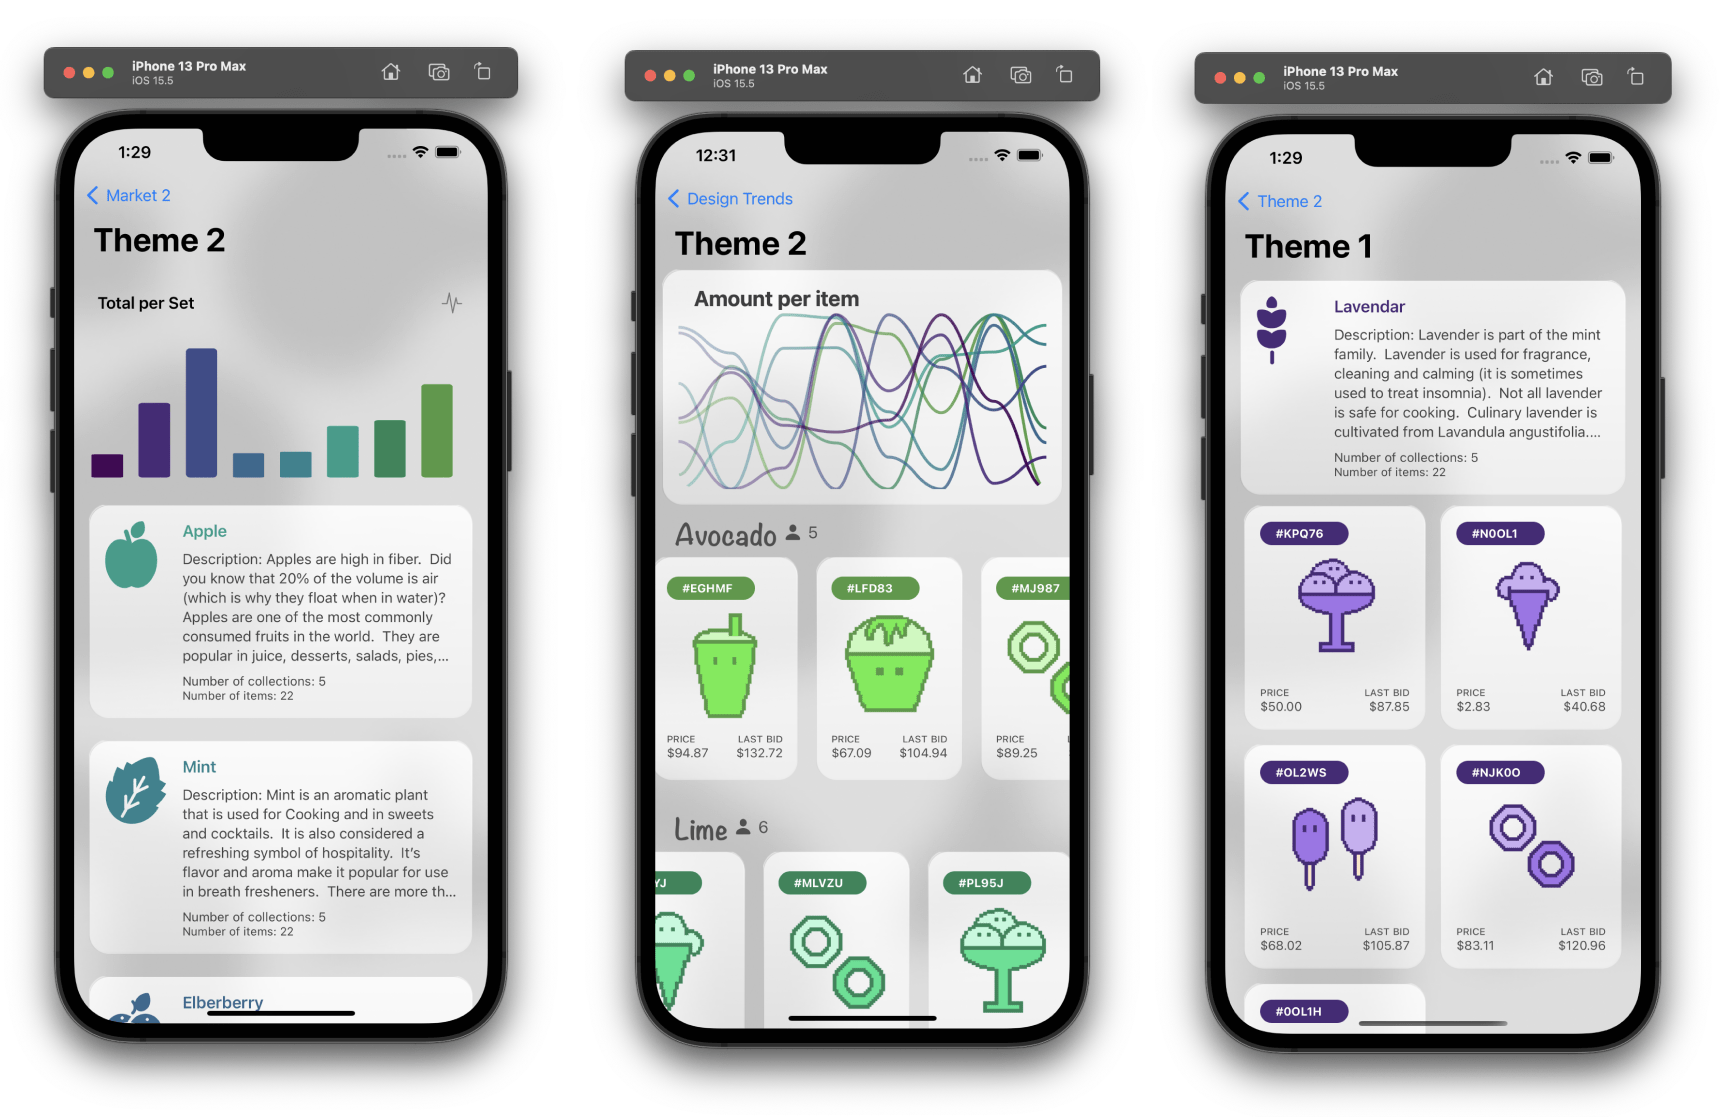 iPhone 13 Pro Max
iOS 15.5
1:29
Market 2
Theme 2
Total per Set
Apple
Description: Apples are high in fiber.  Did
you know that 20% of the volume is air
(which is why they float when in water)?
Apples are one of the most commonly
consumed fruits in the world.  They are
popular in juice, desserts, salads, pies,...
Number of collections: 5
Number of items: 22
Mint
Description: Mint is an aromatic plant
that is used for Cooking and in sweets
and cocktails.  It is also considered a
refreshing symbol of hospitality.  It's
flavor and aroma make it popular for use
in breath fresheners.  There are more th...
Number of collections: 5
Number of items: 22
Elberberry
iPhone 13 Pro Max
iOS 15.5
12:31
Design Trends
Theme 2
Amount per item
Avocado 5
#EGHMF #LFD83 #MJ987
PRICE LAST BID PRICE LAST BID PRICE
$94.87 $132.72 $67.09 $104.94 $89.25
Lime 6
YJ #MLVZU #PL95J
iPhone 13 Pro Max
iOS 15.5
1:29
Theme 2
Theme 1
Lavendar
Description: Lavender is part of the mint
family.  Lavender is used for fragrance,
cleaning and calming (it is sometimes
used to treat insomnia).  Not all lavender
is safe for cooking.  Culinary lavender is
cultivated from Lavandula angustifolia....
Number of collections: 5
Number of items: 22
#KPQ76 #N0OL1
PRICE LAST BID PRICE LAST BID
$50.00 $87.85 $2.83 $40.68
#OL2WS #NJK0O
PRICE LAST BID PRICE LAST BID
$68.02 $105.87 $83.11 $120.96
#0OL1H